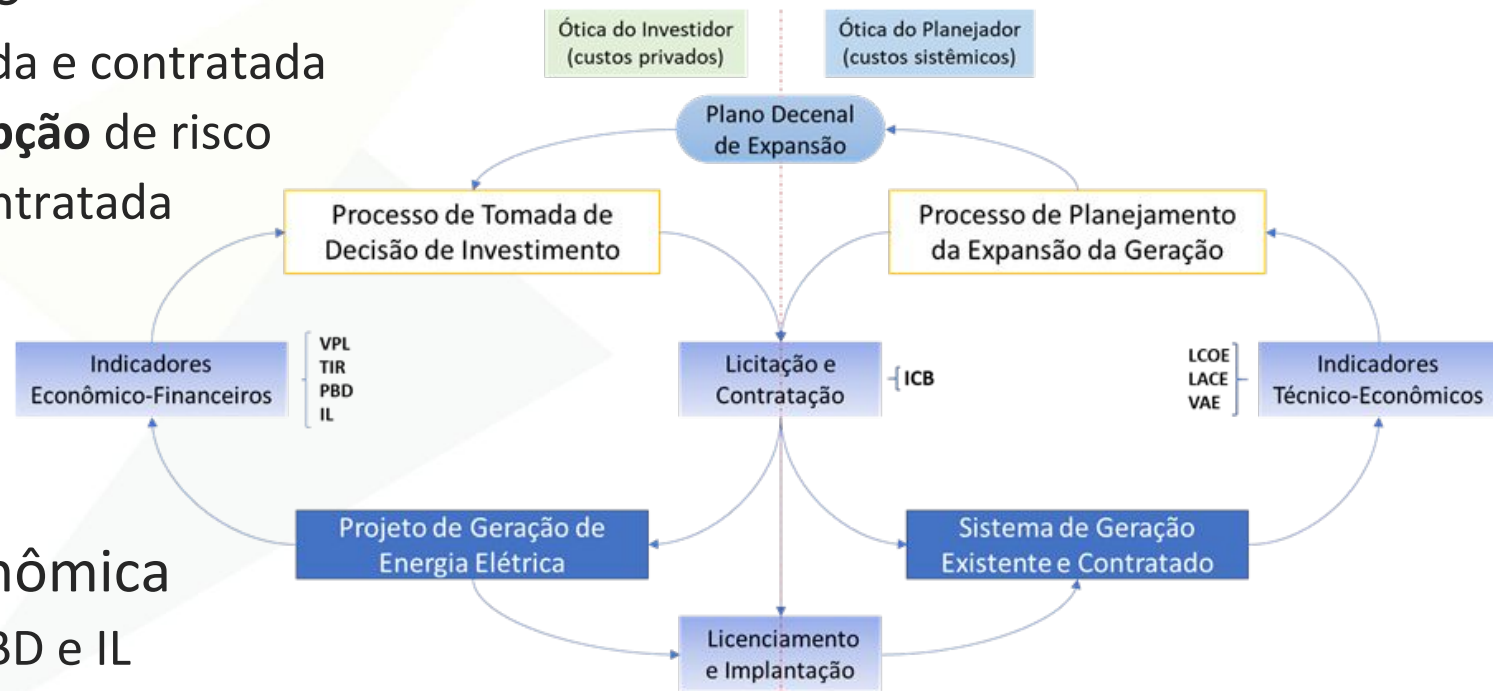 da e contratada
pção de risco
ntratada
nômica
BD e IL
Ótica do Investidor
(custos privados)
Ótica do Planejador
(custos sistêmicos)
Plano Decenal
de Expansão
Processo de Tomada de
Decisão de Investimento
Processo de Planejamento
da Expansão da Geração
Indicadores
Econômico-Financeiros
VPL
TIR
PBD
IL
Licitação e
Contratação
ICB
LCOE
LACE
VAE
Indicadores
Técnico-Econômicos
Projeto de Geração de
Energia Elétrica
Sistema de Geração
Existente e Contratado
Licenciamento
e Implantação